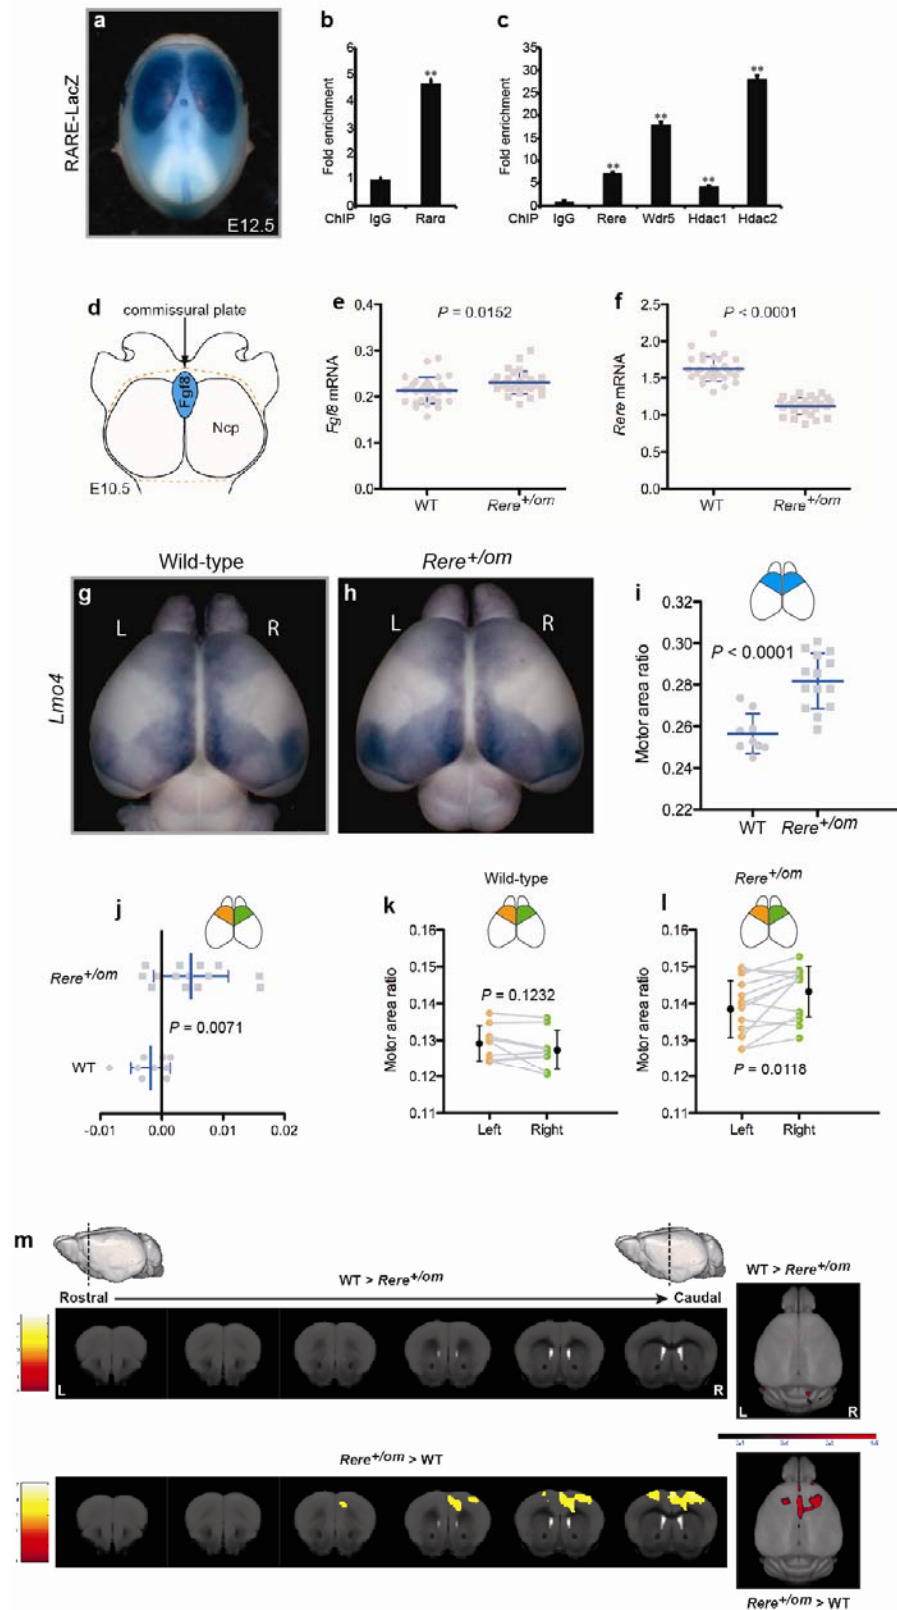 a
RARE-LacZ
E12.5
b
Fold enrichment
6
5
4
3
2
1
0
**
ChIP IgG Rarα
c
Fold enrichment
35
30
25
20
15
10
5
0
** ** ** **
ChIP IgG Rere Wdr5 Hdac1 Hdac2
d
commissural plate
Fgf8
Ncp
E10.5
e
P = 0.0152
Fgf8 mRNA
0.4
0.3
0.2
0.1
0.0
WT Rere+/om
f
P < 0.0001
Rere mRNA
2.5
2.0
1.5
1.0
0.5
0.0
WT Rere+/om
Wild-type
Rere+/om
Lmo4
g
L R
h
L R
i
Motor area ratio
0.32
0.30
0.28
0.26
0.24
0.22
P < 0.0001
WT Rere+/om
j
Rere+/om
P = 0.0071
WT
-0.01 0.00 0.01 0.02
k
Wild-type
Motor area ratio
0.16
0.15
0.14
0.13
0.12
0.11
P = 0.1232
Left Right
l
Rere+/om
Motor area ratio
0.16
0.15
0.14
0.13
0.12
0.11
P = 0.0118
Left Right
m
WT > Rere+/om
Rostral Caudal
L R
WT > Rere+/om
L R
Rere+/om > WT
Rere+/om > WT